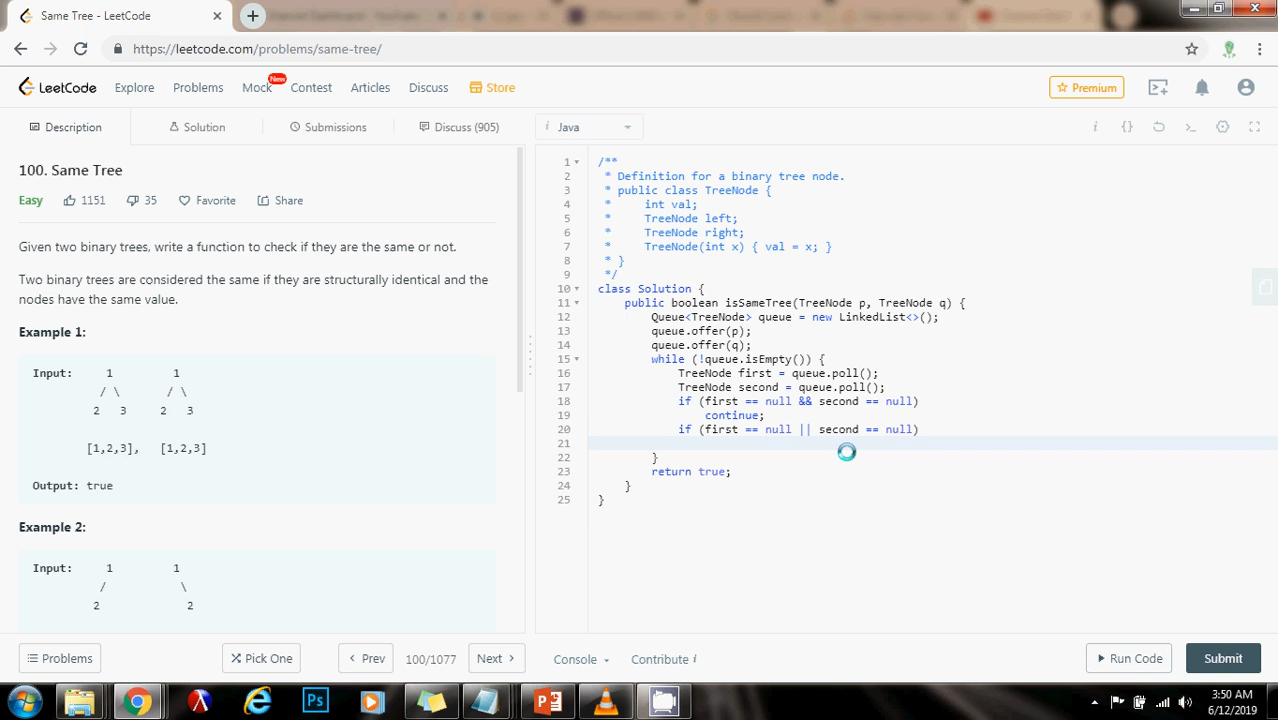 Same Tree - LeetCode
https://leetcode.com/problems/same-tree/
LeetCode
Explore
Problems
Mock
New
Contest
Articles
Discuss
Store
Premium
Description
Solution
Submissions
Discuss (905)
i Java
100. Same Tree
Easy
1151
35
Favorite
Share
Given two binary trees, write a function to check if they are the same or not.
Two binary trees are considered the same if they are structurally identical and the
nodes have the same value.
Example 1:
Input: 1 1
/ \ / \
2 3 2 3
[1,2,3], [1,2,3]
Output: true
Example 2:
Input: 1 1
/ \
2 2
1 /**
2 * Definition for a binary tree node.
3 * public class TreeNode {
4 * int val;
5 * TreeNode left;
6 * TreeNode right;
7 * TreeNode(int x) { val = x; }
8 * }
9 */
10 class Solution {
11 public boolean isSameTree(TreeNode p, TreeNode q) {
12 Queue<TreeNode> queue = new LinkedList<>();
13 queue.offer(p);
14 queue.offer(q);
15 while (!queue.isEmpty()) {
16 TreeNode first = queue.poll();
17 TreeNode second = queue.poll();
18 if (first == null && second == null)
19 continue;
20 if (first == null || second == null)
21
22 }
23 return true;
24 }
25 }
Problems
Pick One
Prev
100/1077
Next
Console
Contribute i
Run Code
Submit
Ps
3:50 AM
6/12/2019